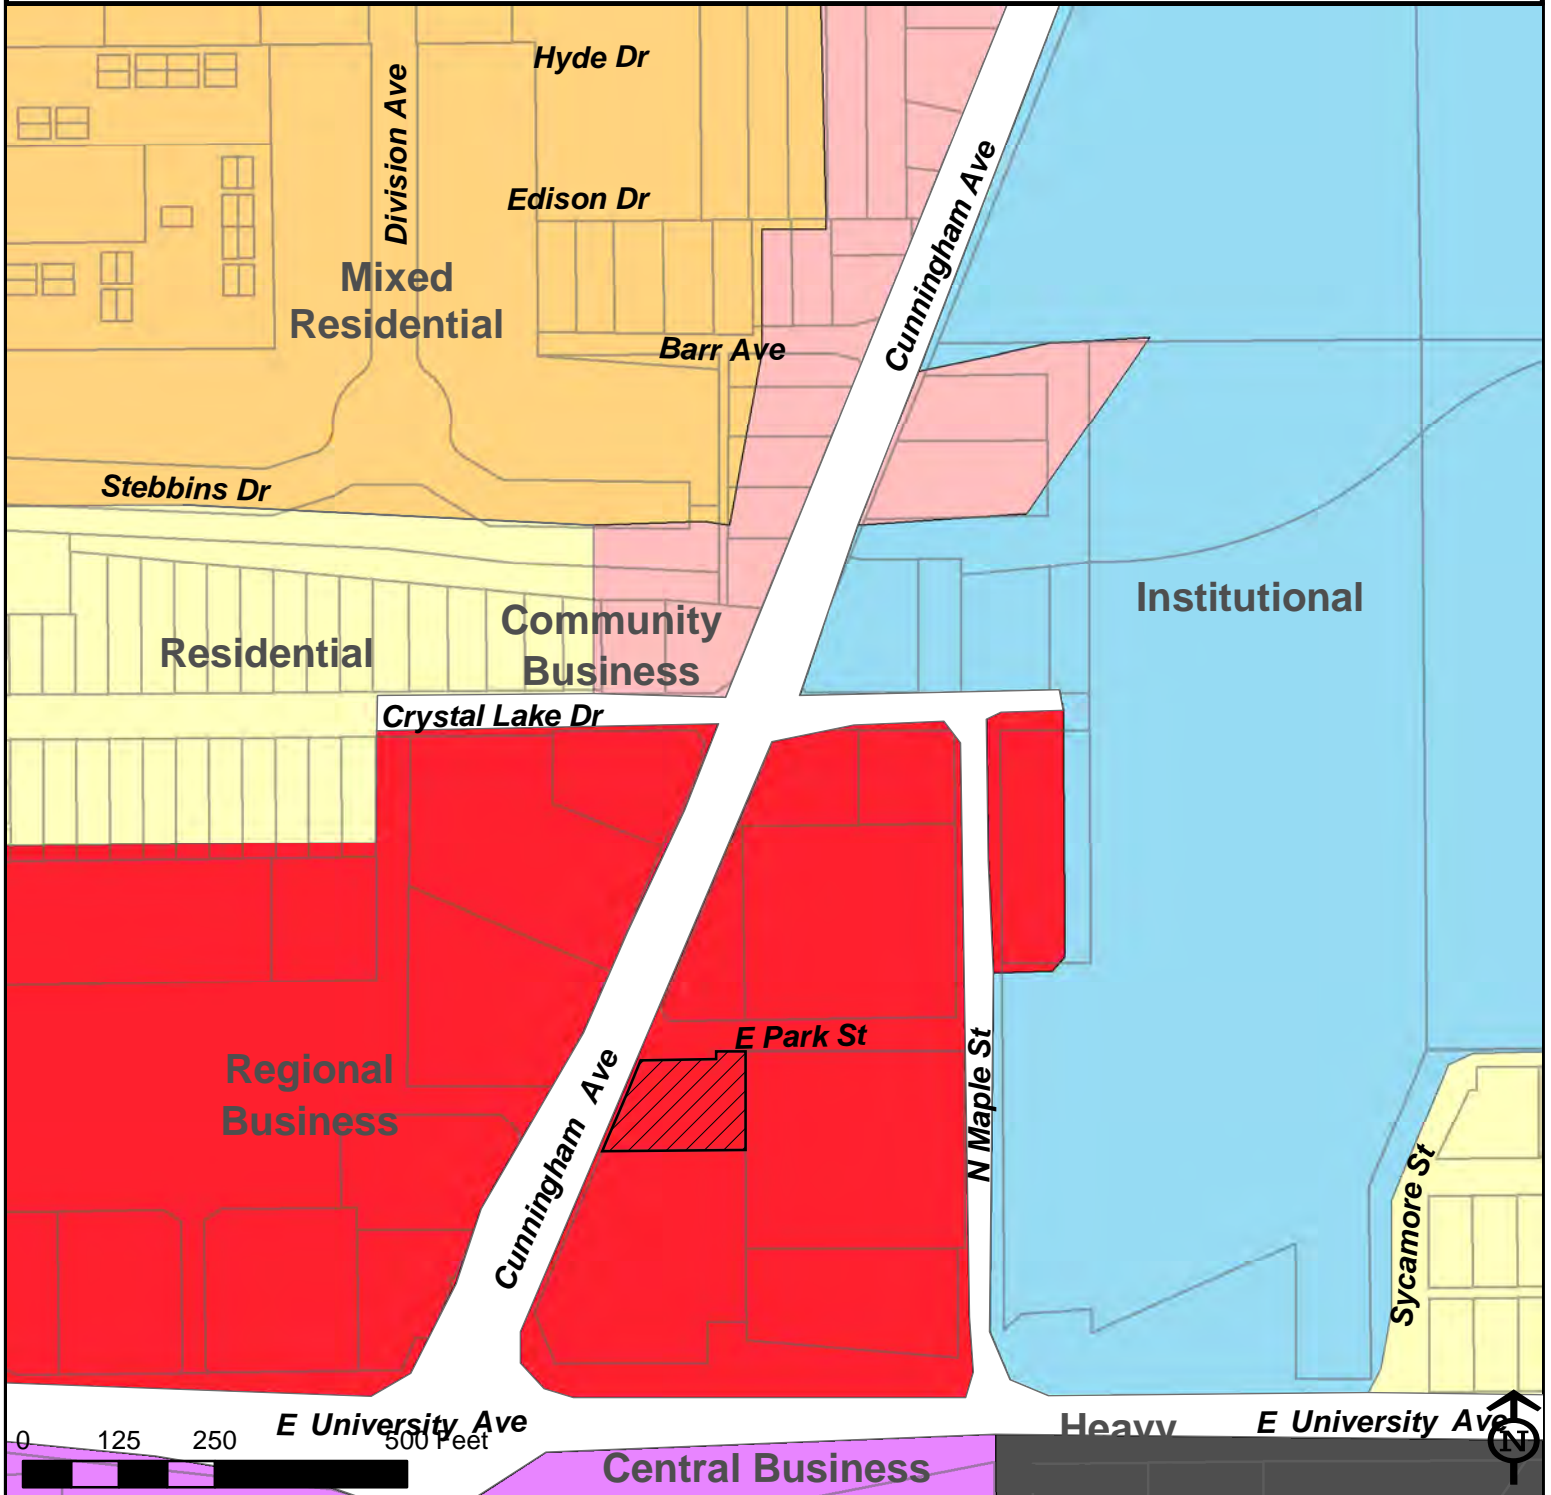 Hyde Dr
Division Ave
Edison Dr
Cunningham Ave
Mixed
Residential
Barr Ave
Stebbins Dr
Institutional
Community
Business
Residential
Crystal Lake Dr
E Park St
Regional
Business
Cunningham Ave
N Maple St
Sycamore St
E University Ave
Heavy
E University Ave
0 125 250 500 Feet
N
Central Business